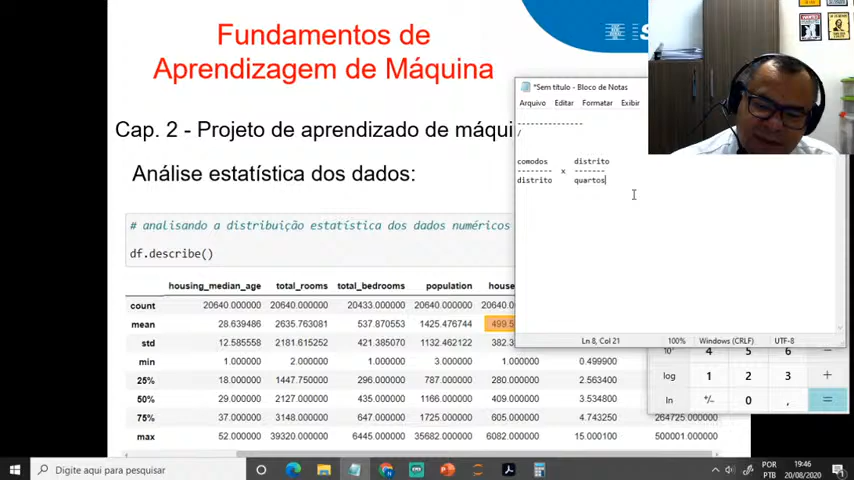 Fundamentos de
Aprendizagem de Máquina
Cap. 2 - Projeto de aprendizado de máqui
Análise estatística dos dados:
# analisando a distribuição estatística dos dados numéricos
df.describe()
housing_median_age total_rooms total_bedrooms population house
count 20640.000000 20640.000000 20433.000000 20640.000000 20640.
mean 28.639486 2635.763081 537.870553 1425.476744 499.5
std 12.585558 2181.615252 421.385070 1132.462122 382.3
min 1.000000 2.000000 1.000000 3.000000 1.000000 0.499900
25% 18.000000 1447.750000 296.000000 787.000000 280.000000 2.563400
50% 29.000000 2127.000000 435.000000 1166.000000 409.000000 3.534800
75% 37.000000 3148.000000 647.000000 1725.000000 605.000000 4.743250 264725.000000
max 52.000000 39320.000000 6445.000000 35682.000000 6082.000000 15.000100 500001.000000
*Sem título - Bloco de Notas
Arquivo Editar Formatar Exibir
---------------
/
comodos distrito
-------- x -------
distrito quartos
Ln 8, Col 21 100% Windows (CRLF) UTF-8
4 5 6 −
log 1 2 3 +
ln ⁺/₋ 0 , =
WANTED
Digite aqui para pesquisar
POR
PTB
19:46
20/08/2020